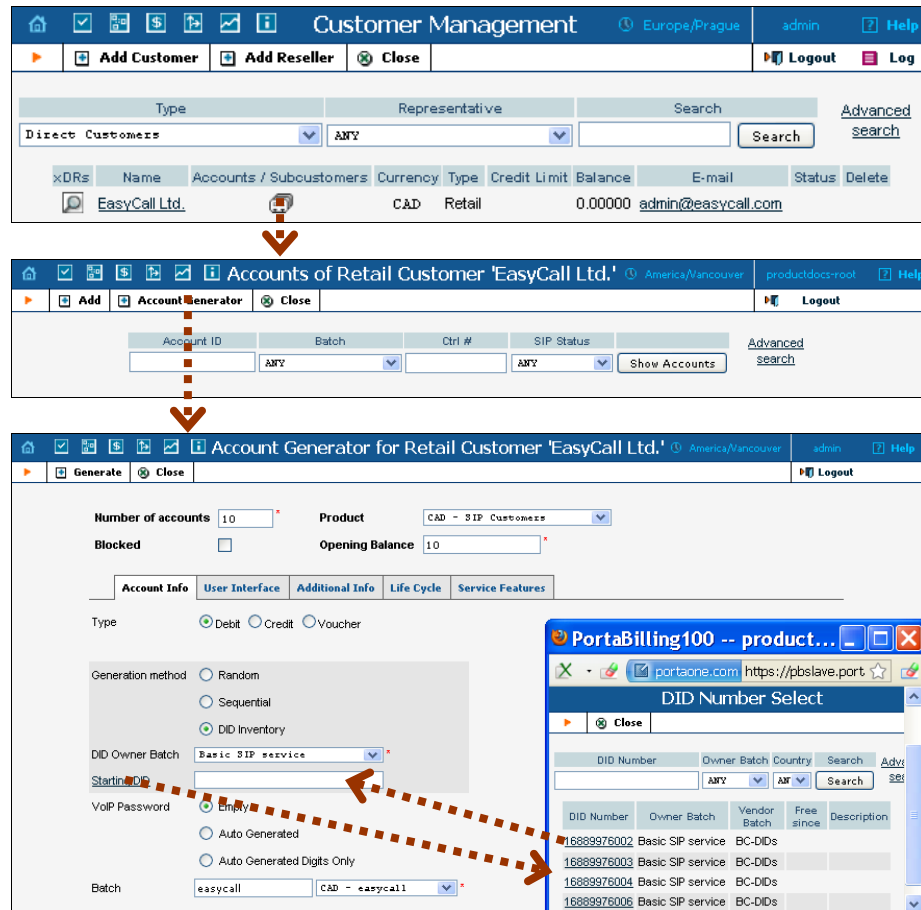 Customer Management Europe/Prague admin Help
Add Customer Add Reseller Close Logout Log
Type Representative Search Advanced search
Direct Customers ANY Search
xDRs Name Accounts / Subcustomers Currency Type Credit Limit Balance E-mail Status Delete
EasyCall Ltd. CAD Retail 0.00000 admin@easycall.com
Accounts of Retail Customer 'EasyCall Ltd.' America/Vancouver productdocs-root Help
Add Account Generator Close Logout
Account ID Batch Ctrl # SIP Status Advanced search
ANY ANY Show Accounts
Account Generator for Retail Customer 'EasyCall Ltd.' America/Vancouver admin Help
Generate Close Logout
Number of accounts 10 * Product CAD - SIP Customers
Blocked Opening Balance 10 *
Account Info User Interface Additional Info Life Cycle Service Features
Type Debit Credit Voucher
Generation method Random
Sequential
DID Inventory
DID Owner Batch Basic SIP service *
Starting DID
VoIP Password Empty
Auto Generated
Auto Generated Digits Only
Batch easycall CAD - easycall *
PortaBilling100 -- product...
portaone.com https://pbslave.port
DID Number Select
Close
DID Number Owner Batch Country Search
ANY Search
DID Number Owner Batch Vendor Batch Free since Description
16889976002 Basic SIP service BC-DIDs
16889976003 Basic SIP service BC-DIDs
16889976004 Basic SIP service BC-DIDs
16889976006 Basic SIP service BC-DIDs